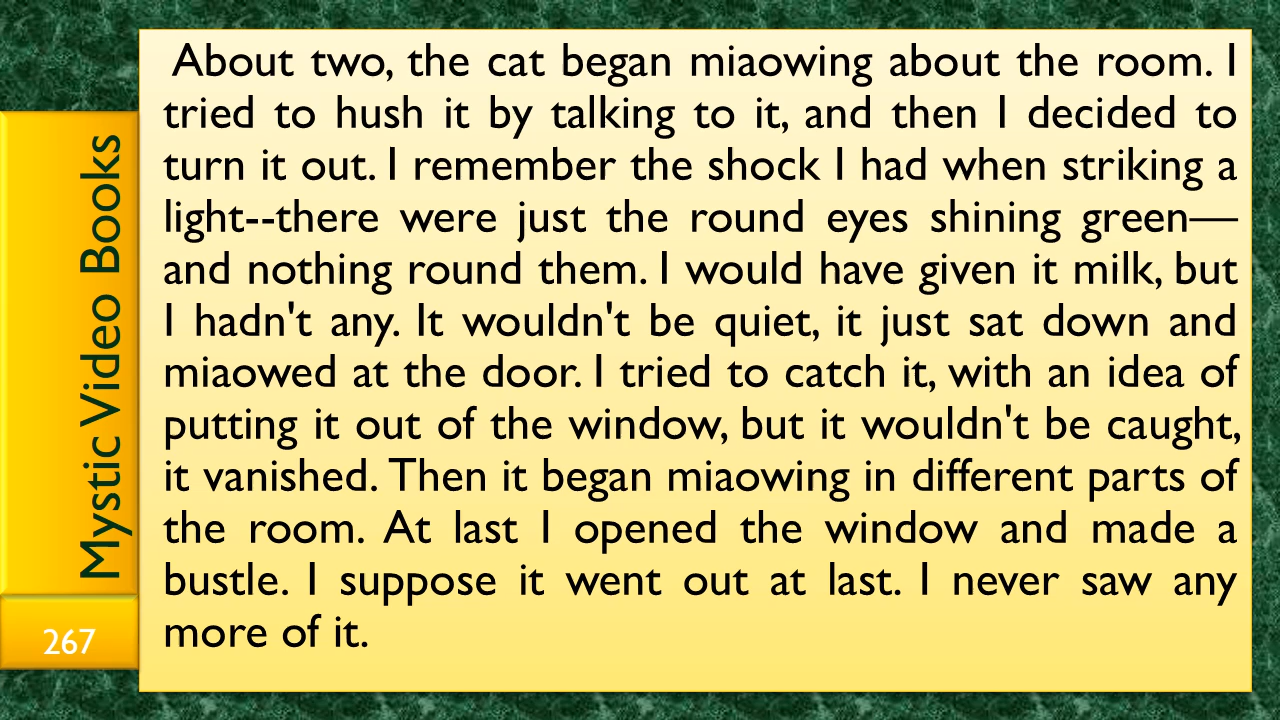 About two, the cat began miaowing about the room. I
tried to hush it by talking to it, and then I decided to
turn it out. I remember the shock I had when striking a
light--there were just the round eyes shining green—
and nothing round them. I would have given it milk, but
I hadn't any. It wouldn't be quiet, it just sat down and
miaowed at the door. I tried to catch it, with an idea of
putting it out of the window, but it wouldn't be caught,
it vanished. Then it began miaowing in different parts of
the room. At last I opened the window and made a
bustle. I suppose it went out at last. I never saw any
more of it.
Mystic Video Books
267